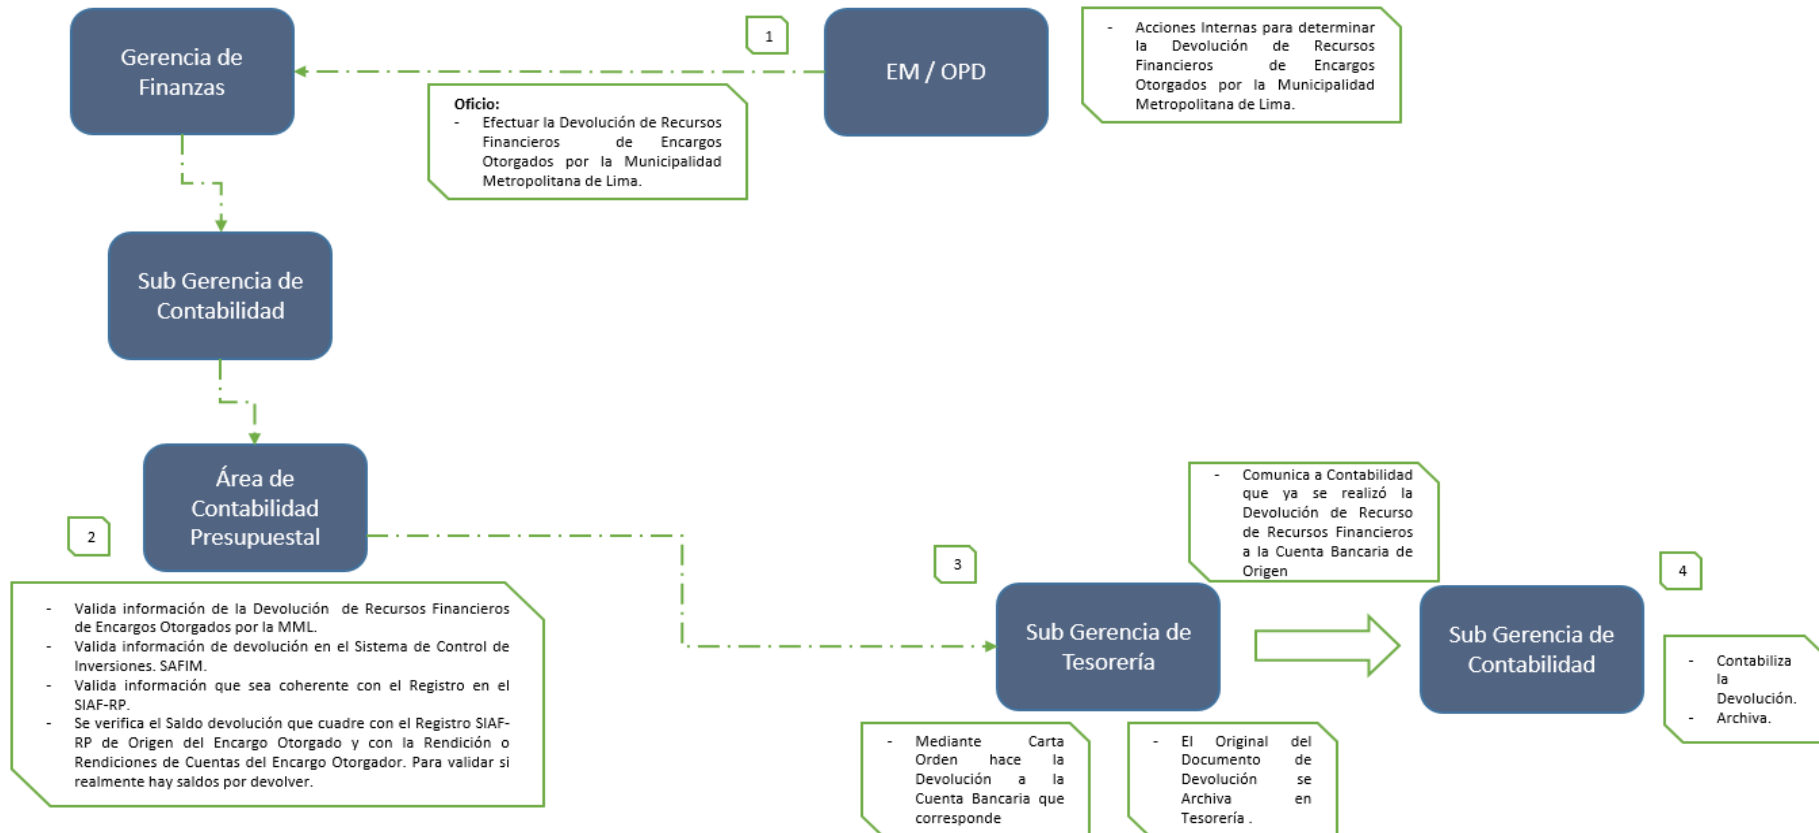 Gerencia de
Finanzas
1
EM / OPD
- Acciones Internas para determinar
la Devolución de Recursos
Financieros de Encargos
Otorgados por la Municipalidad
Metropolitana de Lima.
Oficio:
- Efectuar la Devolución de Recursos
Financieros de Encargos
Otorgados por la Municipalidad
Metropolitana de Lima.
Sub Gerencia de
Contabilidad
Área de
Contabilidad
Presupuestal
2
- Valida información de la Devolución de Recursos Financieros
de Encargos Otorgados por la MML.
- Valida información de devolución en el Sistema de Control de
Inversiones. SAFIM.
- Valida información que sea coherente con el Registro en el
SIAF-RP.
- Se verifica el Saldo devolución que cuadre con el Registro SIAF-
RP de Origen del Encargo Otorgado y con la Rendición o
Rendiciones de Cuentas del Encargo Otorgador. Para validar si
realmente hay saldos por devolver.
3
Sub Gerencia de
Tesorería
- Mediante Carta
Orden hace la
Devolución a la
Cuenta Bancaria que
corresponde
- El Original del
Documento de
Devolución se
Archiva en
Tesorería .
- Comunica a Contabilidad
que ya se realizó la
Devolución de Recurso
de Recursos Financieros
a la Cuenta Bancaria de
Origen
4
Sub Gerencia de
Contabilidad
- Contabiliza
la
Devolución.
- Archiva.